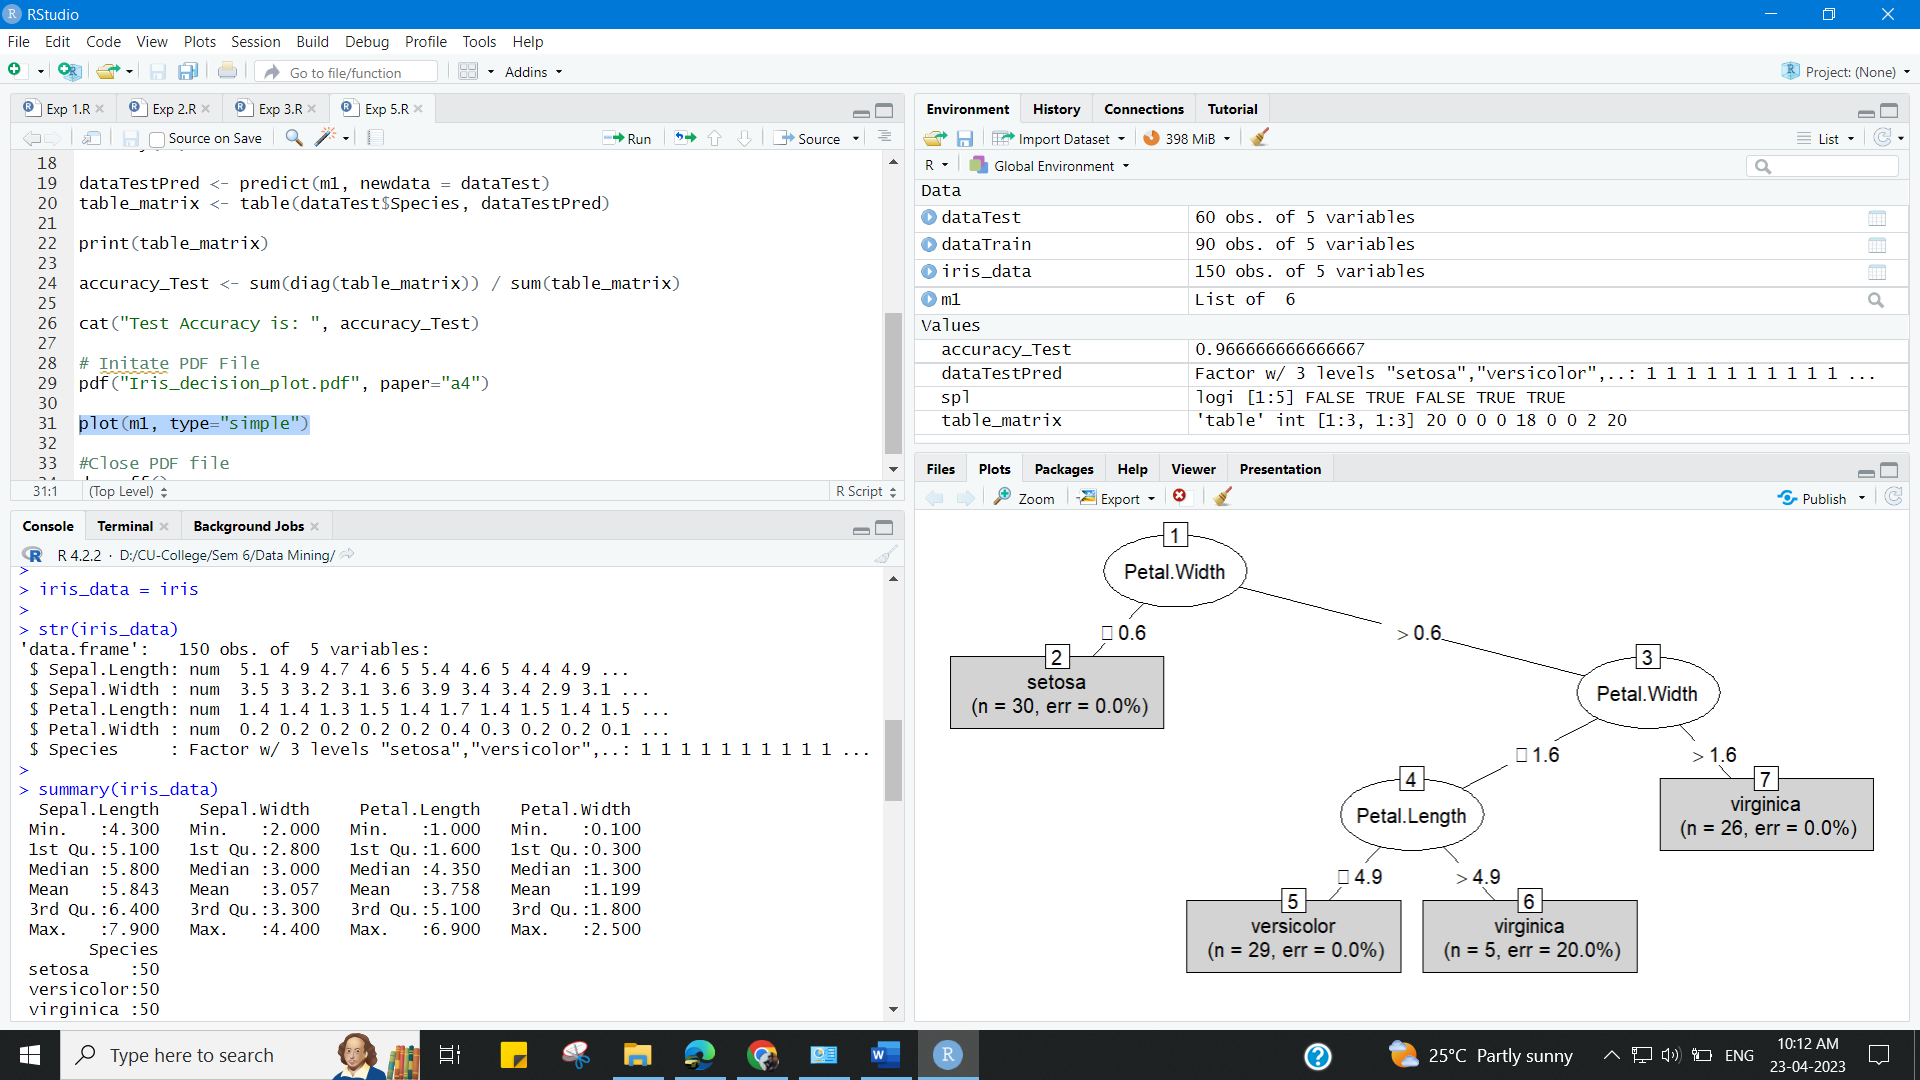 RStudio
File Edit Code View Plots Session Build Debug Profile Tools Help
Go to file/function Addins Project: (None)
Exp 1.R Exp 2.R Exp 3.R Exp 5.R
Source on Save Run Source
18
19 dataTestPred <- predict(m1, newdata = dataTest)
20 table_matrix <- table(dataTest$Species, dataTestPred)
21
22 print(table_matrix)
23
24 accuracy_Test <- sum(diag(table_matrix)) / sum(table_matrix)
25
26 cat("Test Accuracy is: ", accuracy_Test)
27
28 # Initate PDF File
29 pdf("Iris_decision_plot.pdf", paper="a4")
30
31 plot(m1, type="simple")
32
33 #Close PDF file
31:1 (Top Level) R Script
Console Terminal Background Jobs
R 4.2.2 · D:/CU-College/Sem 6/Data Mining/
>
> iris_data = iris
>
> str(iris_data)
'data.frame': 150 obs. of 5 variables:
$ Sepal.Length: num 5.1 4.9 4.7 4.6 5 5.4 4.6 5 4.4 4.9 ...
$ Sepal.Width : num 3.5 3 3.2 3.1 3.6 3.9 3.4 3.4 2.9 3.1 ...
$ Petal.Length: num 1.4 1.4 1.3 1.5 1.4 1.7 1.4 1.5 1.4 1.5 ...
$ Petal.Width : num 0.2 0.2 0.2 0.2 0.2 0.4 0.3 0.2 0.2 0.1 ...
$ Species : Factor w/ 3 levels "setosa","versicolor",..: 1 1 1 1 1 1 1 1 1 1 ...
>
> summary(iris_data)
Sepal.Length Sepal.Width Petal.Length Petal.Width
Min. :4.300 Min. :2.000 Min. :1.000 Min. :0.100
1st Qu.:5.100 1st Qu.:2.800 1st Qu.:1.600 1st Qu.:0.300
Median :5.800 Median :3.000 Median :4.350 Median :1.300
Mean :5.843 Mean :3.057 Mean :3.758 Mean :1.199
3rd Qu.:6.400 3rd Qu.:3.300 3rd Qu.:5.100 3rd Qu.:1.800
Max. :7.900 Max. :4.400 Max. :6.900 Max. :2.500
Species
setosa :50
versicolor:50
virginica :50
Environment History Connections Tutorial
Import Dataset 398 MiB List
R Global Environment
Data
dataTest 60 obs. of 5 variables
dataTrain 90 obs. of 5 variables
iris_data 150 obs. of 5 variables
m1 List of 6
Values
accuracy_Test 0.966666666666667
dataTestPred Factor w/ 3 levels "setosa","versicolor",..: 1 1 1 1 1 1 1 1 1 1 ...
spl logi [1:5] FALSE TRUE FALSE TRUE TRUE
table_matrix 'table' int [1:3, 1:3] 20 0 0 0 18 0 0 2 20
Files Plots Packages Help Viewer Presentation
Zoom Export Publish
1
Petal.Width
0.6
> 0.6
2
setosa
(n = 30, err = 0.0%)
3
Petal.Width
1.6
> 1.6
4
Petal.Length
7
virginica
(n = 26, err = 0.0%)
4.9
> 4.9
5
versicolor
(n = 29, err = 0.0%)
6
virginica
(n = 5, err = 20.0%)
Type here to search
25°C Partly sunny
ENG
10:12 AM
23-04-2023